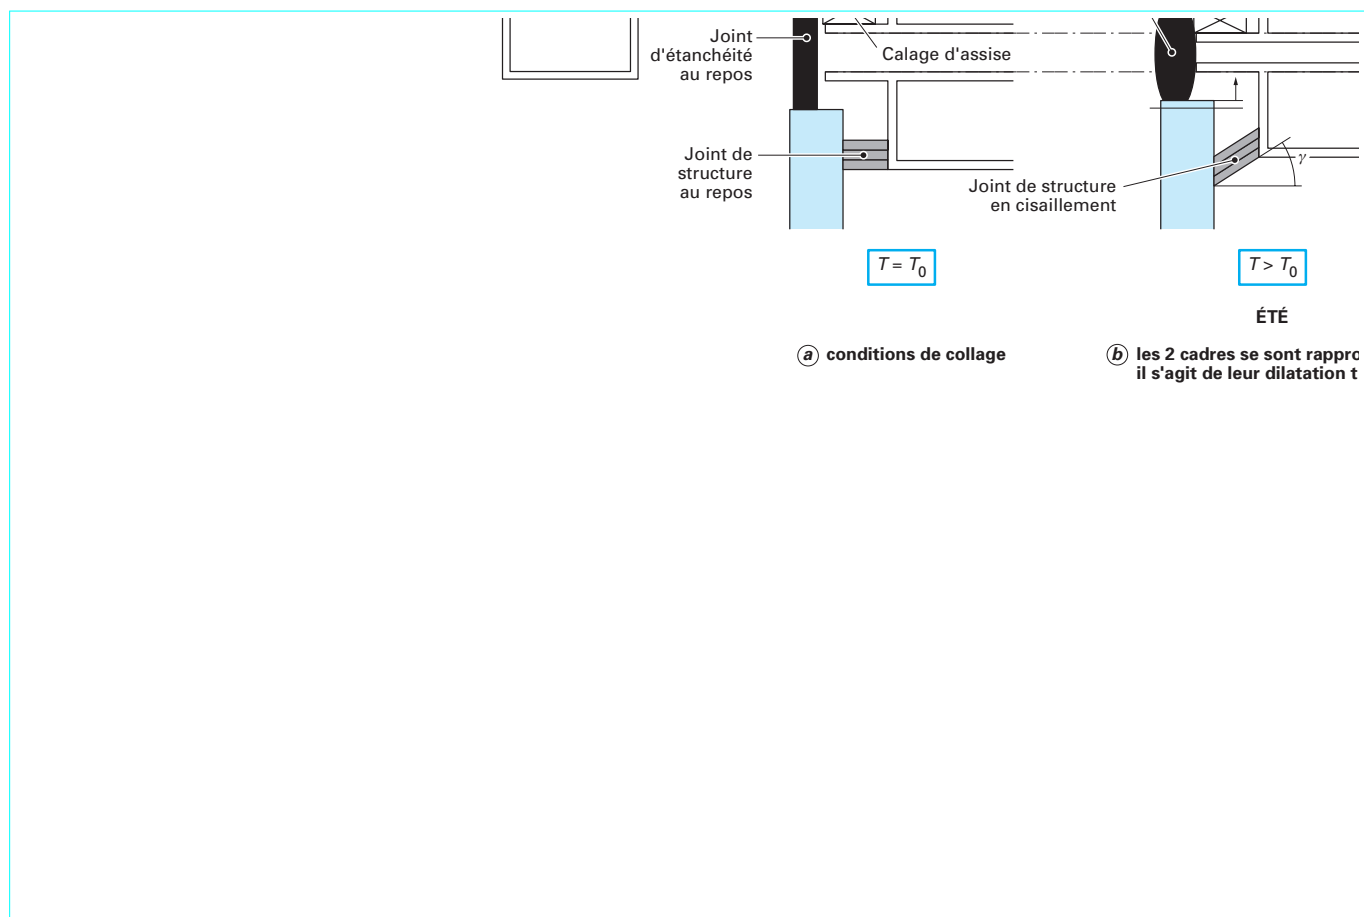 Joint
d'étanchéité
au repos
Calage d'assise
Joint de
structure
au repos
Joint de structure
en cisaillement
γ
T = T0
T > T0
ÉTÉ
a conditions de collage
b les 2 cadres se sont rappro
il s'agit de leur dilatation t